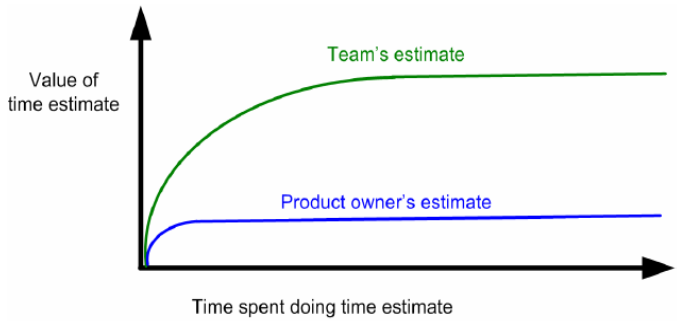 Team's estimate
Value of
time estimate
Product owner's estimate
Time spent doing time estimate